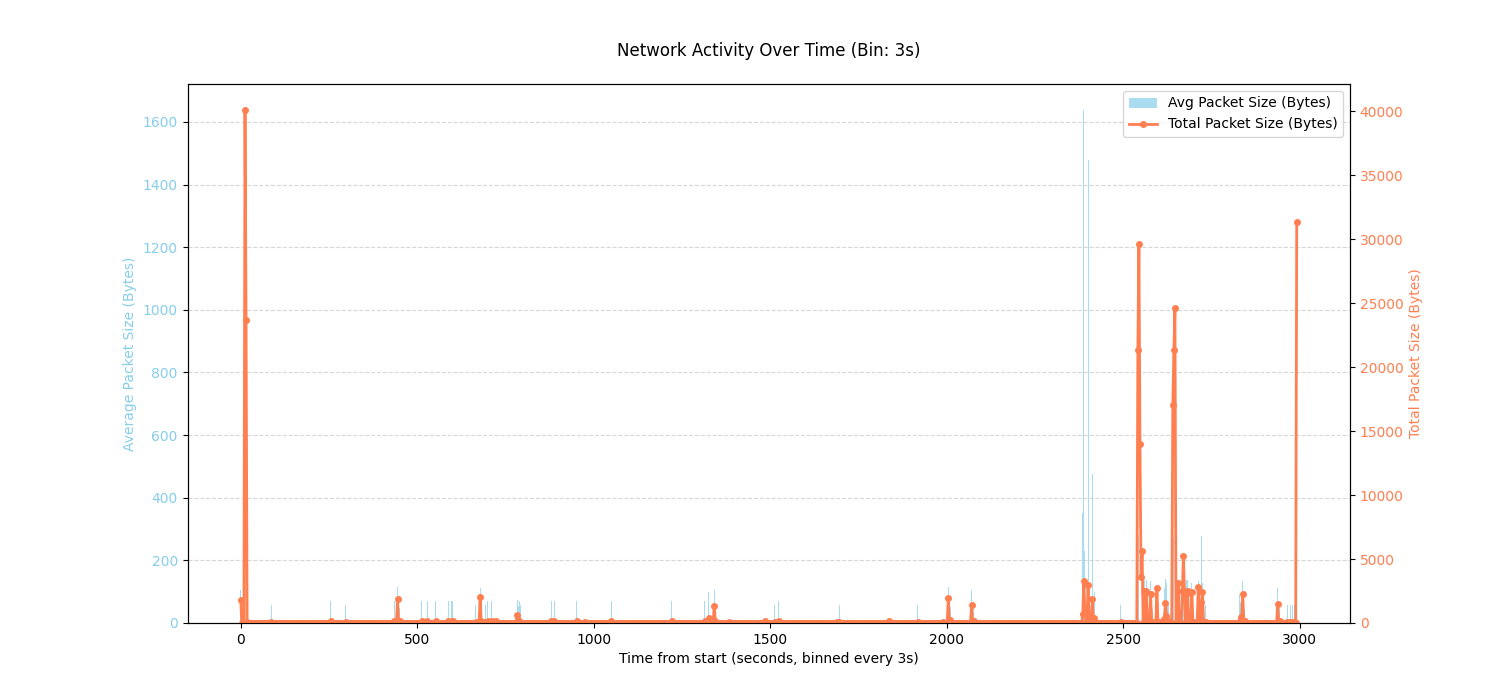 Network Activity Over Time (Bin: 3s)
Avg Packet Size (Bytes)
Total Packet Size (Bytes)
Average Packet Size (Bytes)
1600
1400
1200
1000
800
600
400
200
0
40000
35000
30000
25000
20000
15000
10000
5000
0
Total Packet Size (Bytes)
0 500 1000 1500 2000 2500 3000
Time from start (seconds, binned every 3s)